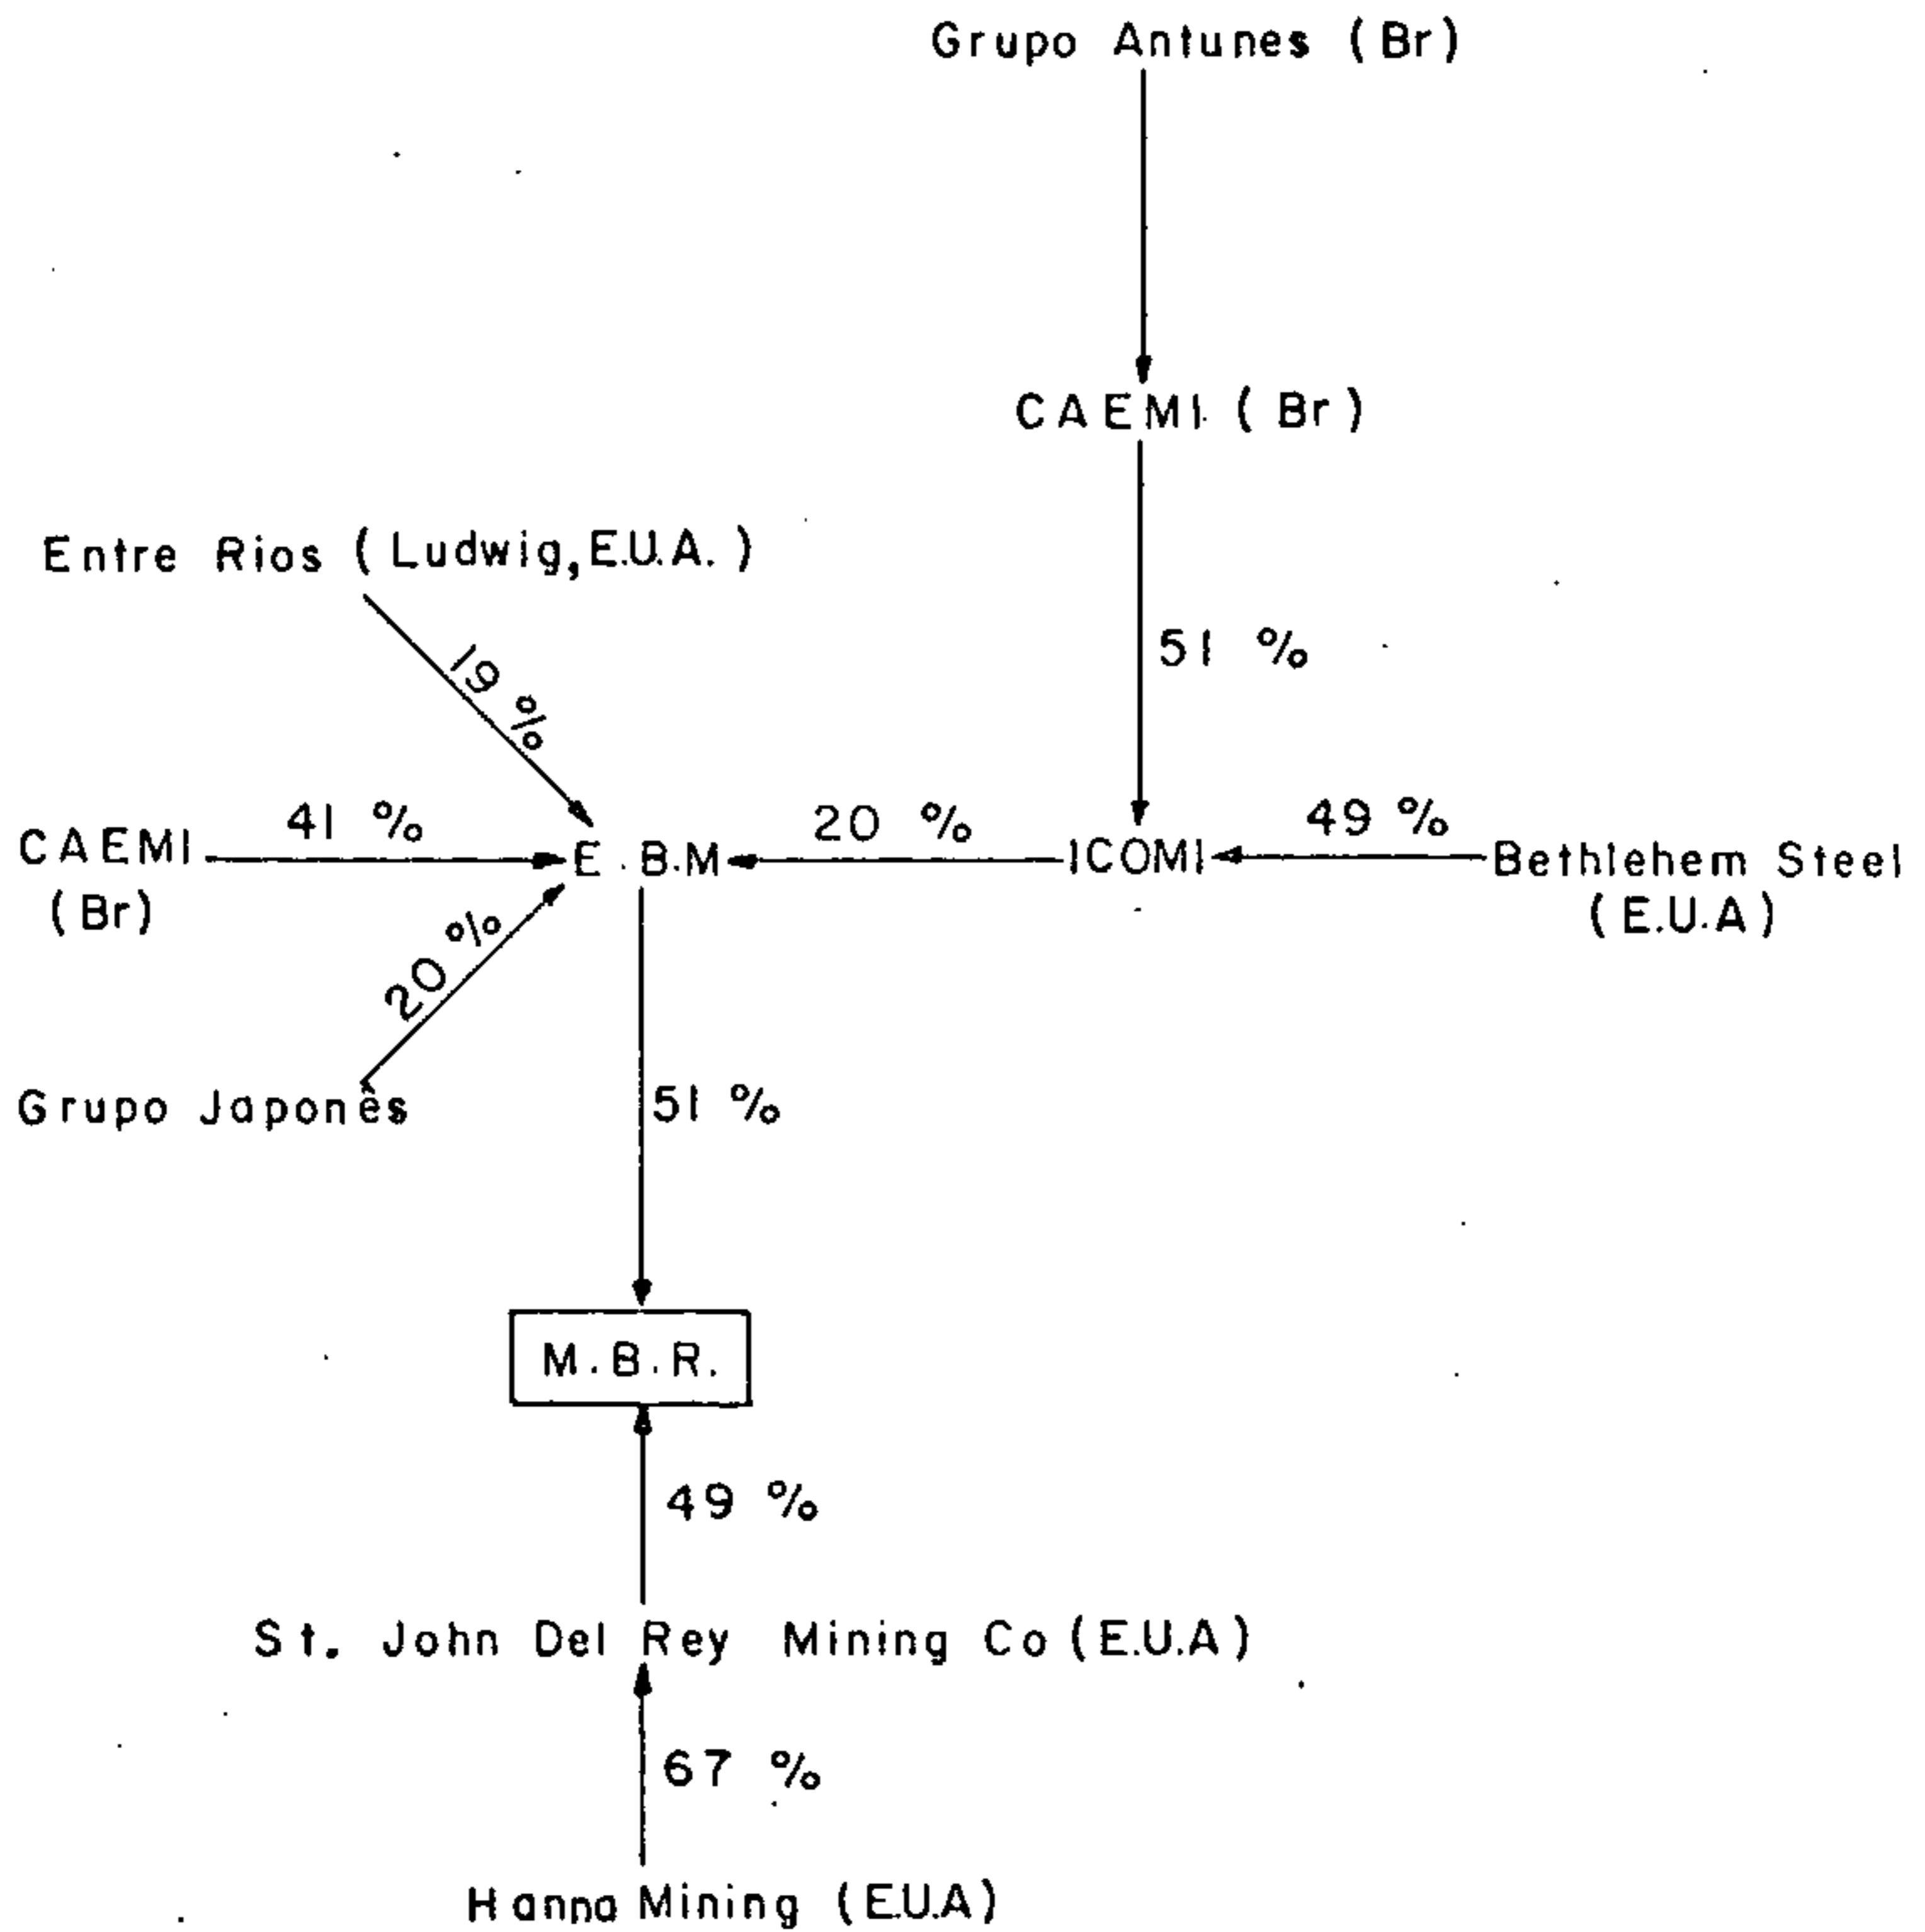 Grupo Antunes (Br)
CAEMI (Br)
Entre Rios (Ludwig, E.U.A.)
51 %
19 %
41 %
20 %
49 %
CAEMI
(Br)
E.B.M
ICOMI
Bethlehem Steel
(E.U.A)
20 %
Grupo Japonês
51 %
M.B.R.
49 %
St. John Del Rey Mining Co (E.U.A)
67 %
Hanna Mining (E.U.A)